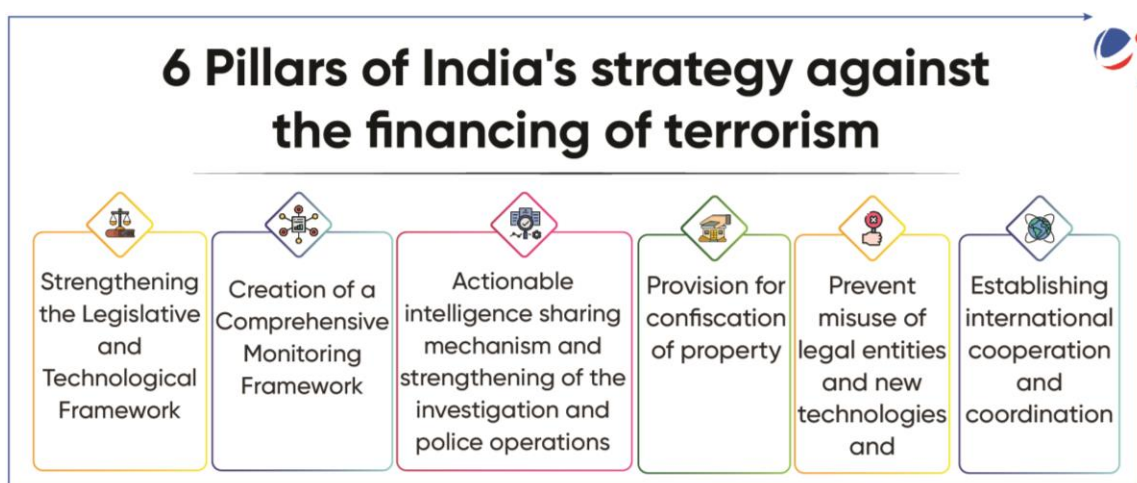 6 Pillars of India's strategy against
the financing of terrorism
Strengthening
the Legislative
and
Technological
Framework
Creation of a
Comprehensive
Monitoring
Framework
Actionable
intelligence sharing
mechanism and
strengthening of the
investigation and
police operations
Provision for
confiscation
of property
Prevent
misuse of
legal entities
and new
technologies
and
Establishing
international
cooperation
and
coordination